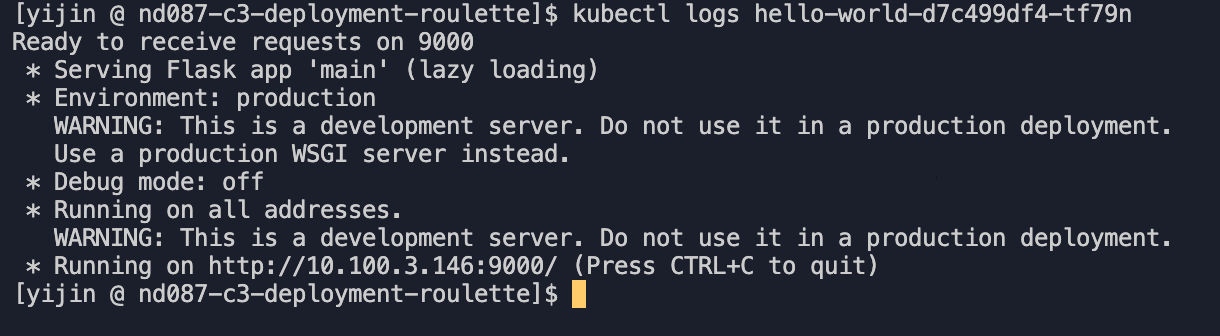 [yijin @ nd087-c3-deployment-roulette]$ kubectl logs hello-world-d7c499df4-tf79n
Ready to receive requests on 9000
 * Serving Flask app 'main' (lazy loading)
 * Environment: production
   WARNING: This is a development server. Do not use it in a production deployment.
   Use a production WSGI server instead.
 * Debug mode: off
 * Running on all addresses.
   WARNING: This is a development server. Do not use it in a production deployment.
 * Running on http://10.100.3.146:9000/ (Press CTRL+C to quit)
[yijin @ nd087-c3-deployment-roulette]$